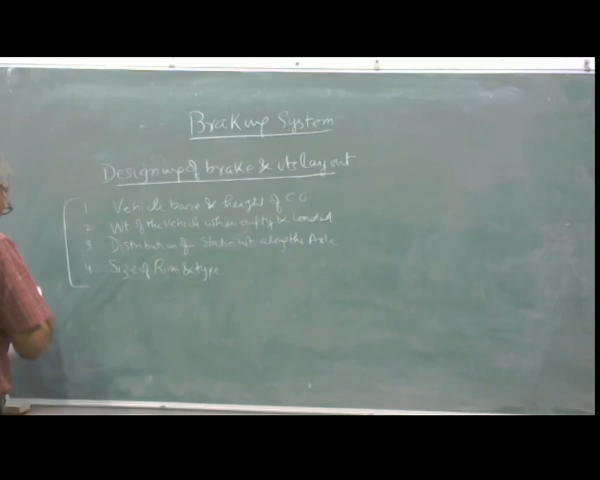 Braking System
Designing of brake & its layout
1 Vehicle base & height of CG
2 Wt of the Vehicle when empty & Loaded
3 Distribution of Static wt along the Axle
4 Size of Rim & type